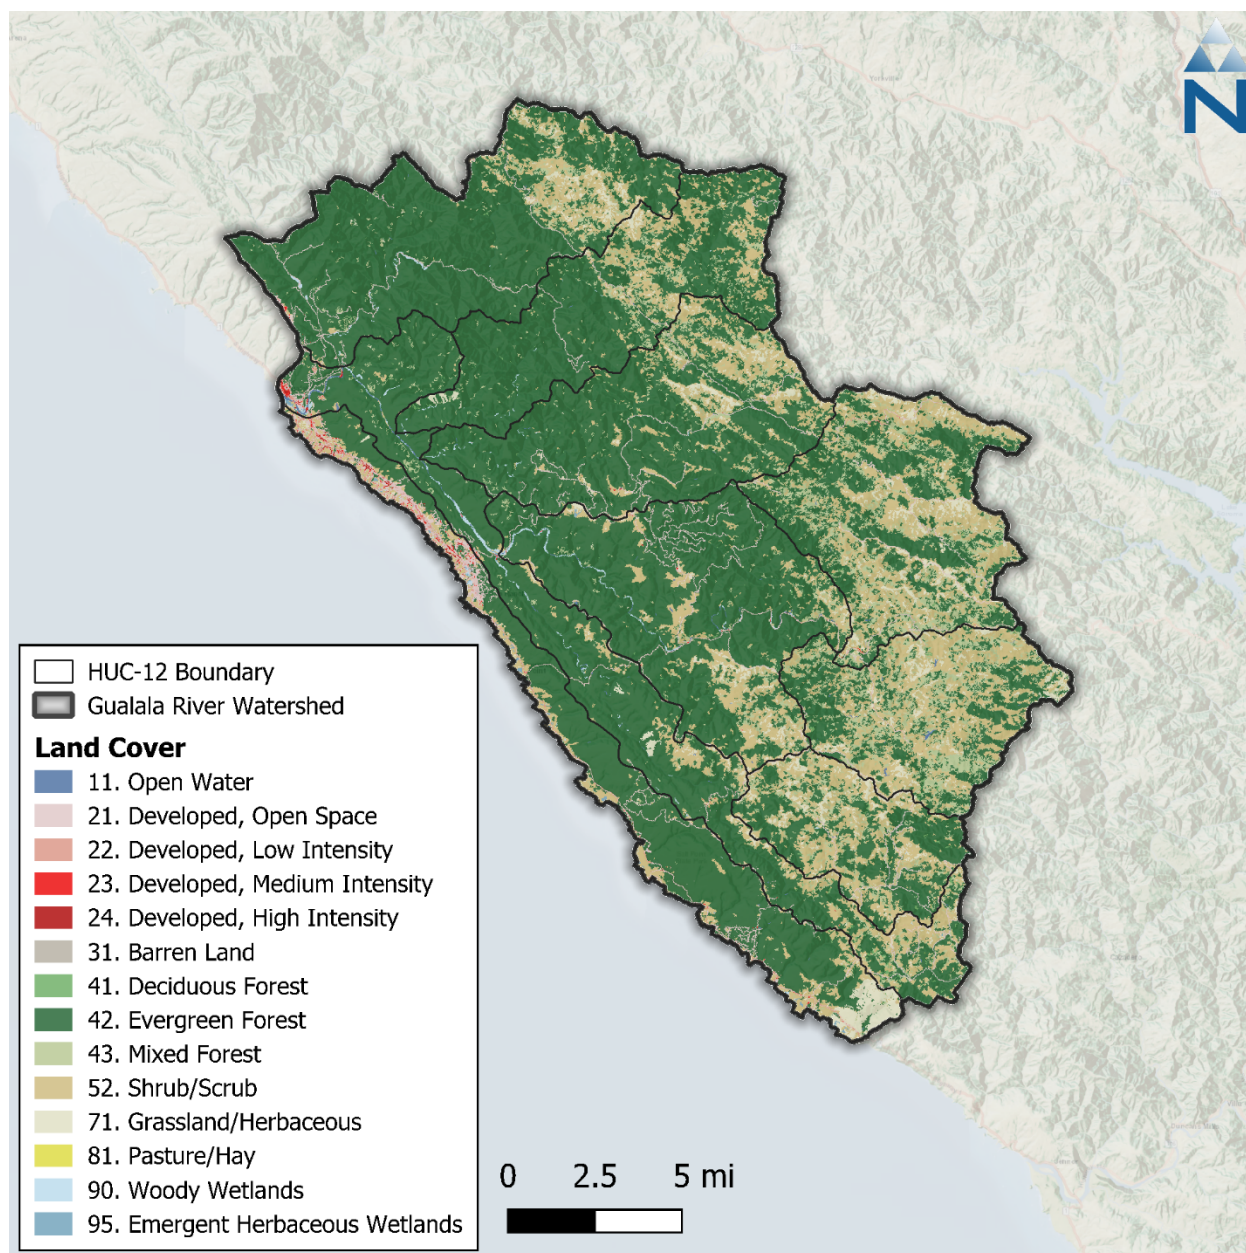 N
HUC-12 Boundary
Gualala River Watershed
Land Cover
11. Open Water
21. Developed, Open Space
22. Developed, Low Intensity
23. Developed, Medium Intensity
24. Developed, High Intensity
31. Barren Land
41. Deciduous Forest
42. Evergreen Forest
43. Mixed Forest
52. Shrub/Scrub
71. Grassland/Herbaceous
81. Pasture/Hay
90. Woody Wetlands
95. Emergent Herbaceous Wetlands
0 2.5 5 mi